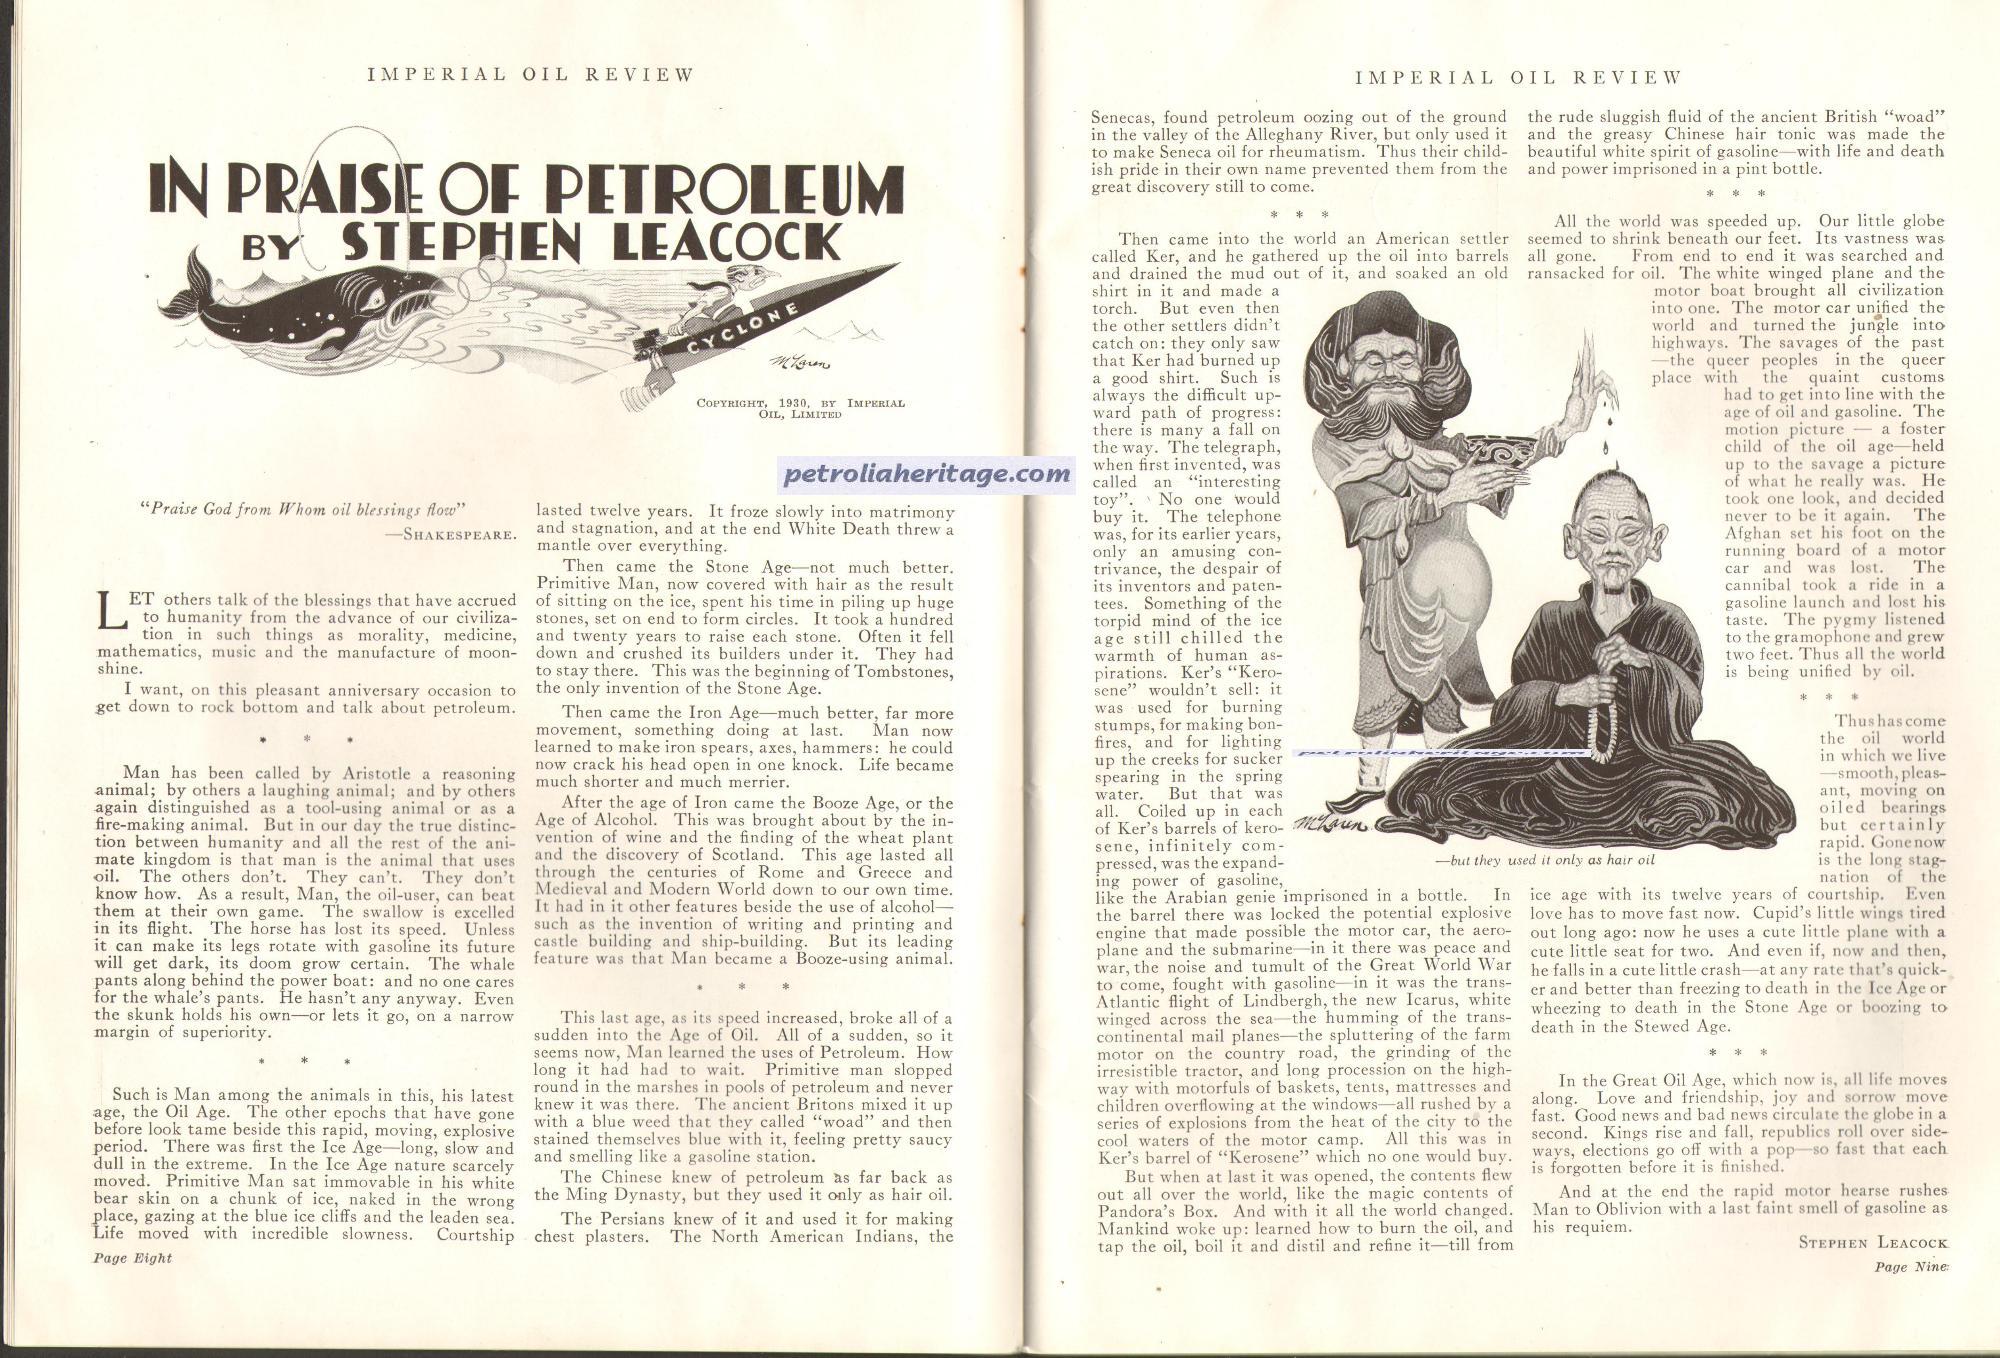 IMPERIAL OIL REVIEW
IN PRAISE OF PETROLEUM
BY STEPHEN LEACOCK
CYCLONE
McLaren
COPYRIGHT, 1930, BY IMPERIAL
OIL, LIMITED
petroliaheritage.com
“Praise God from Whom oil blessings flow”
—SHAKESPEARE.
LET others talk of the blessings that have accrued
to humanity from the advance of our civiliza-
tion in such things as morality, medicine,
mathematics, music and the manufacture of moon-
shine.
I want, on this pleasant anniversary occasion to
get down to rock bottom and talk about petroleum.
* * *
Man has been called by Aristotle a reasoning
animal; by others a laughing animal; and by others
again distinguished as a tool-using animal or as a
fire-making animal. But in our day the true distinc-
tion between humanity and all the rest of the ani-
mate kingdom is that man is the animal that uses
oil. The others don’t. They can’t. They don’t
know how. As a result, Man, the oil-user, can beat
them at their own game. The swallow is excelled
in its flight. The horse has lost its speed. Unless
it can make its legs rotate with gasoline its future
will get dark, its doom grow certain. The whale
pants along behind the power boat: and no one cares
for the whale’s pants. He hasn’t any anyway. Even
the skunk holds his own—or lets it go, on a narrow
margin of superiority.
* * *
Such is Man among the animals in this, his latest
age, the Oil Age. The other epochs that have gone
before look tame beside this rapid, moving, explosive
period. There was first the Ice Age—long, slow and
dull in the extreme. In the Ice Age nature scarcely
moved. Primitive Man sat immovable in his white
bear skin on a chunk of ice, naked in the wrong
place, gazing at the blue ice cliffs and the leaden sea.
Life moved with incredible slowness. Courtship
Page Eight
lasted twelve years. It froze slowly into matrimony
and stagnation, and at the end White Death threw a
mantle over everything.
Then came the Stone Age—not much better.
Primitive Man, now covered with hair as the result
of sitting on the ice, spent his time in piling up huge
stones, set on end to form circles. It took a hundred
and twenty years to raise each stone. Often it fell
down and crushed its builders under it. They had
to stay there. This was the beginning of Tombstones,
the only invention of the Stone Age.
Then came the Iron Age—much better, far more
movement, something doing at last. Man now
learned to make iron spears, axes, hammers: he could
now crack his head open in one knock. Life became
much shorter and much merrier.
After the age of Iron came the Booze Age, or the
Age of Alcohol. This was brought about by the in-
vention of wine and the finding of the wheat plant
and the discovery of Scotland. This age lasted all
through the centuries of Rome and Greece and
Medieval and Modern World down to our own time.
It had in it other features beside the use of alcohol—
such as the invention of writing and printing and
castle building and ship-building. But its leading
feature was that Man became a Booze-using animal.
* * *
This last age, as its speed increased, broke all of a
sudden into the Age of Oil. All of a sudden, so it
seems now, Man learned the uses of Petroleum. How
long it had had to wait. Primitive man slopped
round in the marshes in pools of petroleum and never
knew it was there. The ancient Britons mixed it up
with a blue weed that they called “woad” and then
stained themselves blue with it, feeling pretty saucy
and smelling like a gasoline station.
The Chinese knew of petroleum as far back as
the Ming Dynasty, but they used it only as hair oil.
The Persians knew of it and used it for making
chest plasters. The North American Indians, the
IMPERIAL OIL REVIEW
Senecas, found petroleum oozing out of the ground
in the valley of the Alleghany River, but only used it
to make Seneca oil for rheumatism. Thus their child-
ish pride in their own name prevented them from the
great discovery still to come.
* * *
Then came into the world an American settler
called Ker, and he gathered up the oil into barrels
and drained the mud out of it, and soaked an old
shirt in it and made a
torch. But even then
the other settlers didn’t
catch on: they only saw
that Ker had burned up
a good shirt. Such is
always the difficult up-
ward path of progress:
there is many a fall on
the way. The telegraph,
when first invented, was
called an “interesting
toy”. No one would
buy it. The telephone
was, for its earlier years,
only an amusing con-
trivance, the despair of
its inventors and paten-
tees. Something of the
torpid mind of the ice
age still chilled the
warmth of human as-
pirations. Ker’s “Kero-
sene” wouldn’t sell: it
was used for burning
stumps, for making bon-
fires, and for lighting
up the creeks for sucker
spearing in the spring
water. But that was
all. Coiled up in each
of Ker’s barrels of kero-
sene, infinitely com-
pressed, was the expand-
ing power of gasoline,
like the Arabian genie imprisoned in a bottle. In
the barrel there was locked the potential explosive
engine that made possible the motor car, the aero-
plane and the submarine—in it there was peace and
war, the noise and tumult of the Great World War
to come, fought with gasoline—in it was the trans-
Atlantic flight of Lindbergh, the new Icarus, white
winged across the sea—the humming of the trans-
continental mail planes—the spluttering of the farm
motor on the country road, the grinding of the
irresistible tractor, and long procession on the high-
way with motorfuls of baskets, tents, mattresses and
children overflowing at the windows—all rushed by a
series of explosions from the heat of the city to the
cool waters of the motor camp. All this was in
Ker’s barrel of “Kerosene” which no one would buy.
But when at last it was opened, the contents flew
out all over the world, like the magic contents of
Pandora’s Box. And with it all the world changed.
Mankind woke up: learned how to burn the oil, and
tap the oil, boil it and distil and refine it—till from
petroliaheritage.com
McLaren
—but they used it only as hair oil
the rude sluggish fluid of the ancient British “woad”
and the greasy Chinese hair tonic was made the
beautiful white spirit of gasoline—with life and death
and power imprisoned in a pint bottle.
* * *
All the world was speeded up. Our little globe
seemed to shrink beneath our feet. Its vastness was
all gone. From end to end it was searched and
ransacked for oil. The white winged plane and the
motor boat brought all civilization
into one. The motor car unified the
world and turned the jungle into
highways. The savages of the past
—the queer peoples in the queer
place with the quaint customs
had to get into line with the
age of oil and gasoline. The
motion picture — a foster
child of the oil age—held
up to the savage a picture
of what he really was. He
took one look, and decided
never to be it again. The
Afghan set his foot on the
running board of a motor
car and was lost. The
cannibal took a ride in a
gasoline launch and lost his
taste. The pygmy listened
to the gramophone and grew
two feet. Thus all the world
is being unified by oil.
* * *
Thus has come
the oil world
in which we live
—smooth, pleas-
ant, moving on
oiled bearings
but certainly
rapid. Gone now
is the long stag-
nation of the
ice age with its twelve years of courtship. Even
love has to move fast now. Cupid’s little wings tired
out long ago: now he uses a cute little plane with a
cute little seat for two. And even if, now and then,
he falls in a cute little crash—at any rate that’s quick-
er and better than freezing to death in the Ice Age or
wheezing to death in the Stone Age or boozing to
death in the Stewed Age.
* * *
In the Great Oil Age, which now is, all life moves
along. Love and friendship, joy and sorrow move
fast. Good news and bad news circulate the globe in a
second. Kings rise and fall, republics roll over side-
ways, elections go off with a pop—so fast that each
is forgotten before it is finished.
And at the end the rapid motor hearse rushes
Man to Oblivion with a last faint smell of gasoline as
his requiem.
STEPHEN LEACOCK
Page Nine